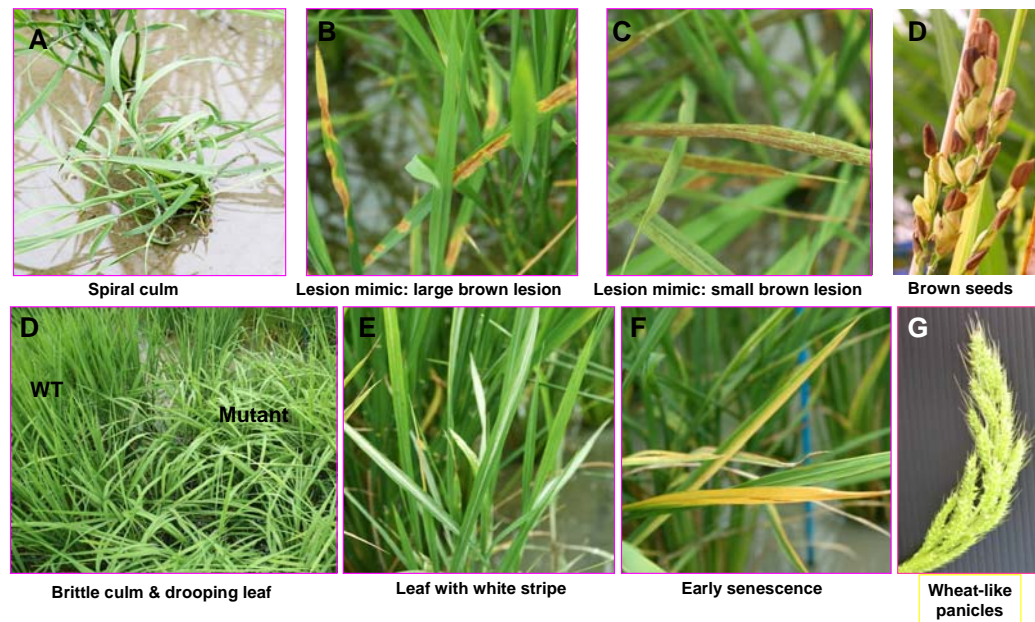 A
B
C
D
Spiral culm
Lesion mimic: large brown lesion
Lesion mimic: small brown lesion
Brown seeds
D
WT
Mutant
E
F
G
Brittle culm & drooping leaf
Leaf with white stripe
Early senescence
Wheat-like
panicles